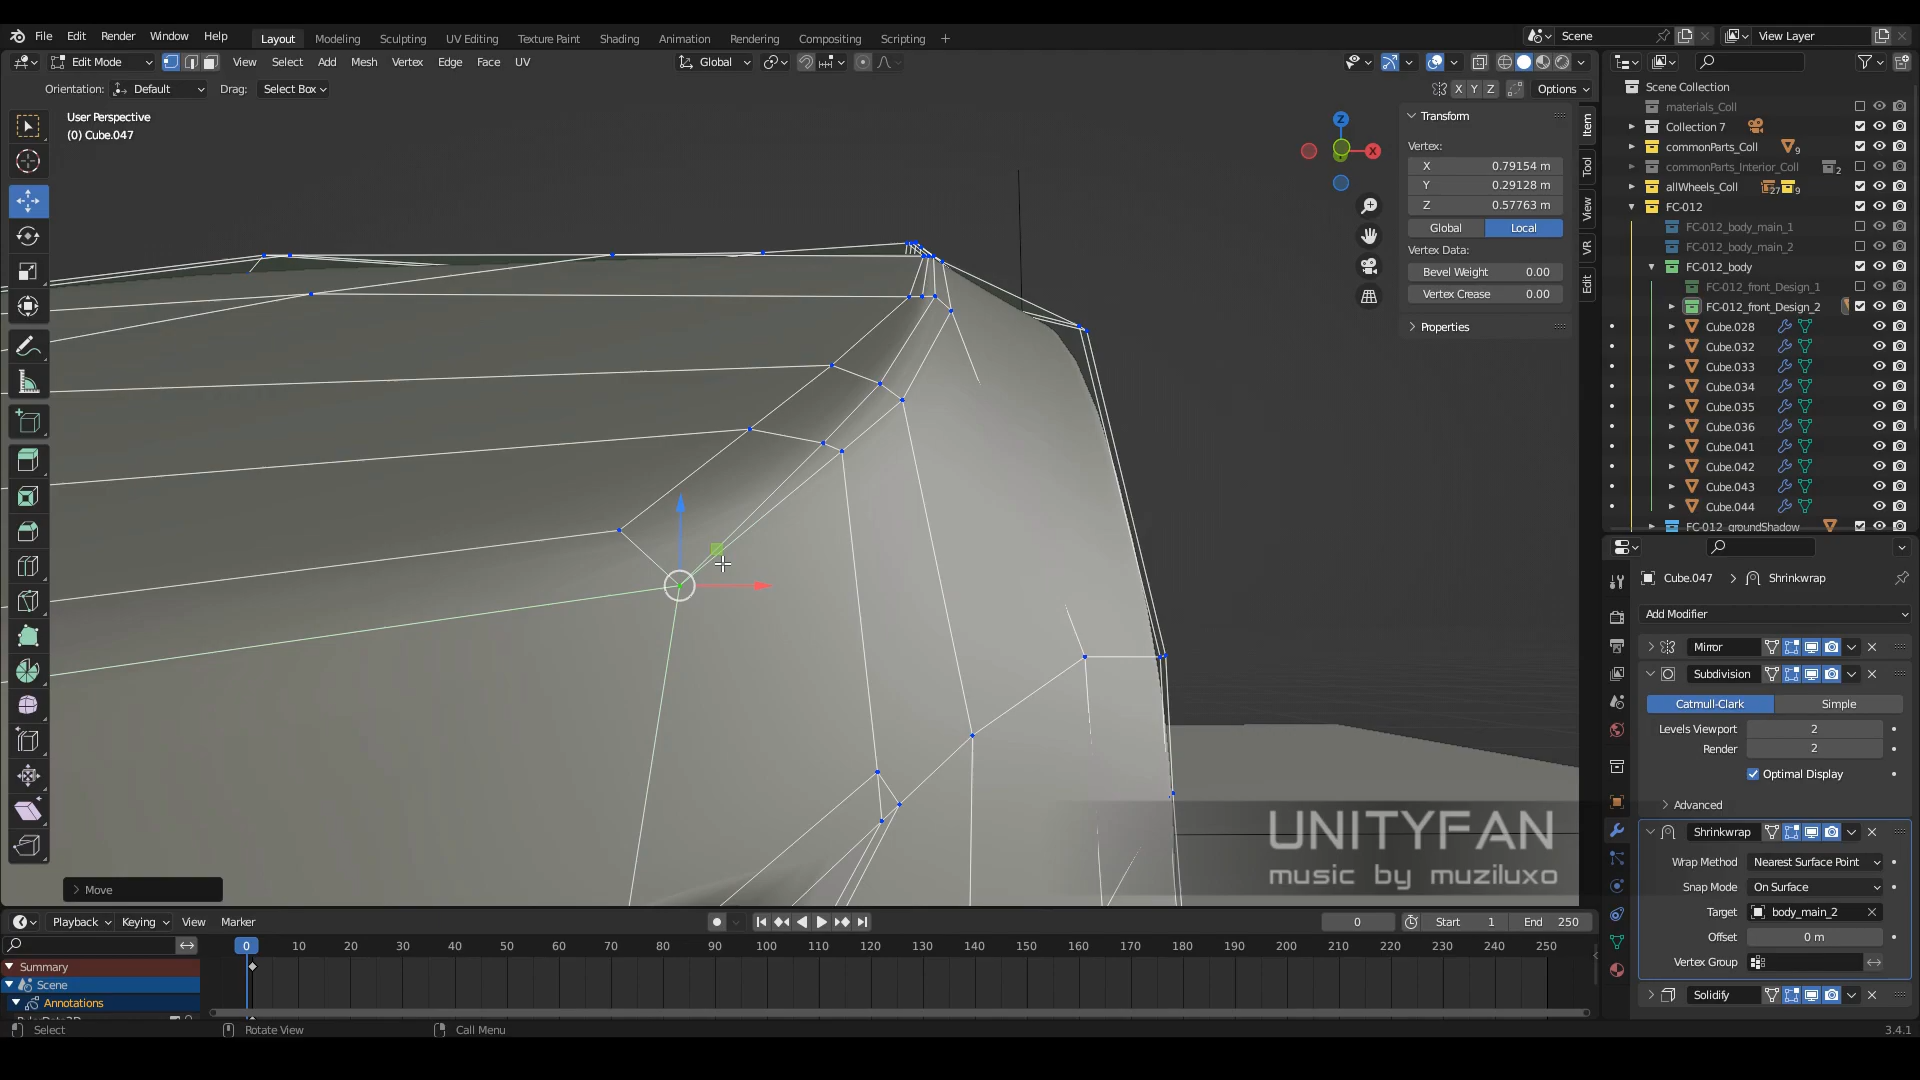 File Edit Render Window Help Layout Modeling Sculpting UV Editing Texture Paint Shading Animation Rendering Compositing Scripting + Scene View Layer
Edit Mode View Select Add Mesh Vertex Edge Face UV Global
Orientation: Default Drag: Select Box X Y Z Options
User Perspective
(0) Cube.047
Z
X
Transform
Vertex:
X 0.79154 m
Y 0.29128 m
Z 0.57763 m
Global Local
Vertex Data:
Bevel Weight 0.00
Vertex Crease 0.00
Properties
Item
Tool
View
VR
Edit
Scene Collection
materials_Coll
Collection 7
commonParts_Coll 9
commonParts_Interior_Coll 2
allWheels_Coll 27 9
FC-012
FC-012_body_main_1
FC-012_body_main_2
FC-012_body
FC-012_front_Design_1
FC-012_front_Design_2
Cube.028
Cube.032
Cube.033
Cube.034
Cube.035
Cube.036
Cube.041
Cube.042
Cube.043
Cube.044
FC-012_groundShadow
Cube.047 Shrinkwrap
Add Modifier
Mirror
Subdivision
Catmull-Clark Simple
Levels Viewport 2
Render 2
Optimal Display
Advanced
Shrinkwrap
Wrap Method Nearest Surface Point
Snap Mode On Surface
Target body_main_2
Offset 0 m
Vertex Group
Solidify
UNITYFAN
music by muziluxo
Move
Playback Keying View Marker 0 Start 1 End 250
0 10 20 30 40 50 60 70 80 90 100 110 120 130 140 150 160 170 180 190 200 210 220 230 240 250
Summary
Scene
Annotations
Select Rotate View Call Menu 3.4.1